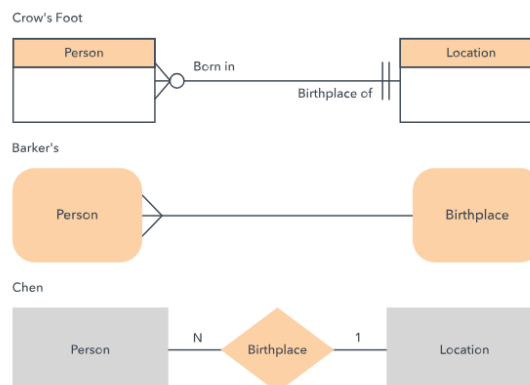 Crow's Foot
Person
Location
Born in
Birthplace of
Barker's
Person
Birthplace
Chen
Person
N
Birthplace
1
Location